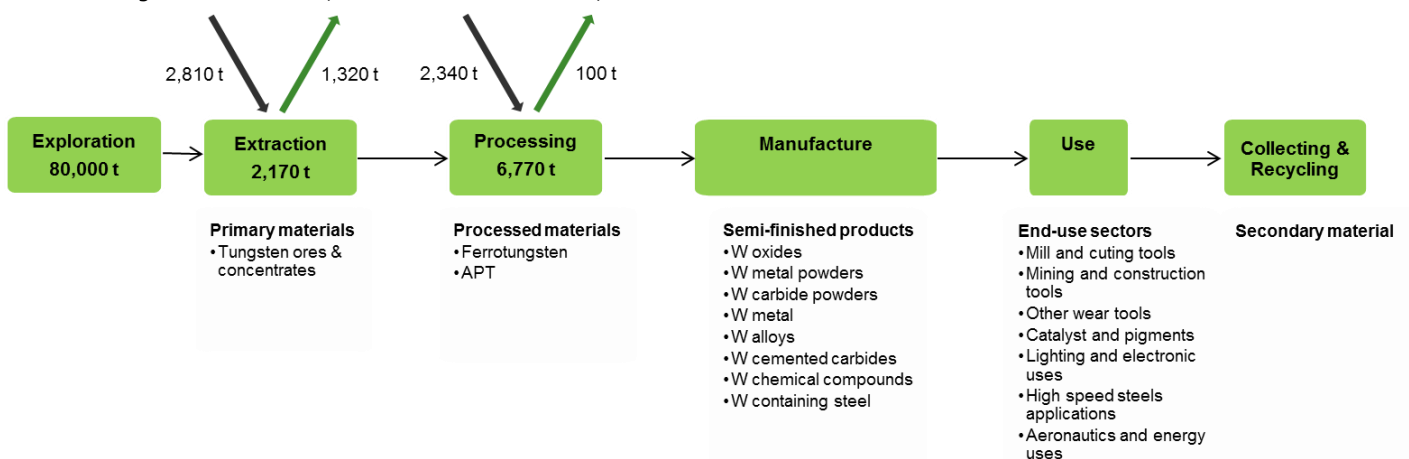 2,810 t
1,320 t
2,340 t
100 t
Exploration
80,000 t
Extraction
2,170 t
Processing
6,770 t
Manufacture
Use
Collecting &
Recycling
Primary materials
•Tungsten ores &
concentrates
Processed materials
•Ferrotungsten
•APT
Semi-finished products
•W oxides
•W metal powders
•W carbide powders
•W metal
•W alloys
•W cemented carbides
•W chemical compounds
•W containing steel
End-use sectors
•Mill and cuting tools
•Mining and construction
tools
•Other wear tools
•Catalyst and pigments
•Lighting and electronic
uses
•High speed steels
applications
•Aeronautics and energy
uses
Secondary material